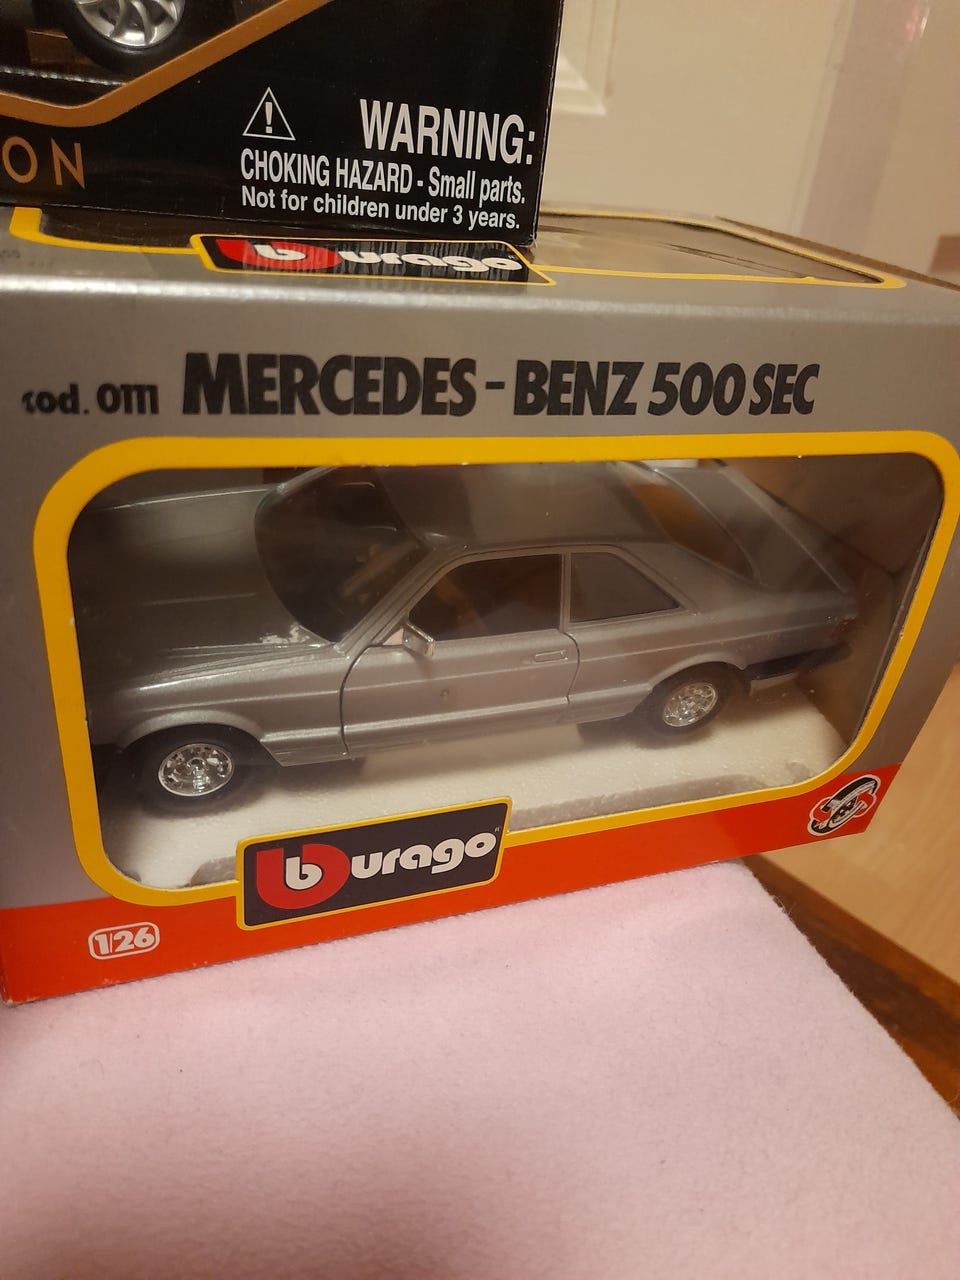 ON
WARNING:
CHOKING HAZARD - Small parts.
Not for children under 3 years.
burago
cod. 0111 MERCEDES-BENZ 500 SEC
burago
1/26